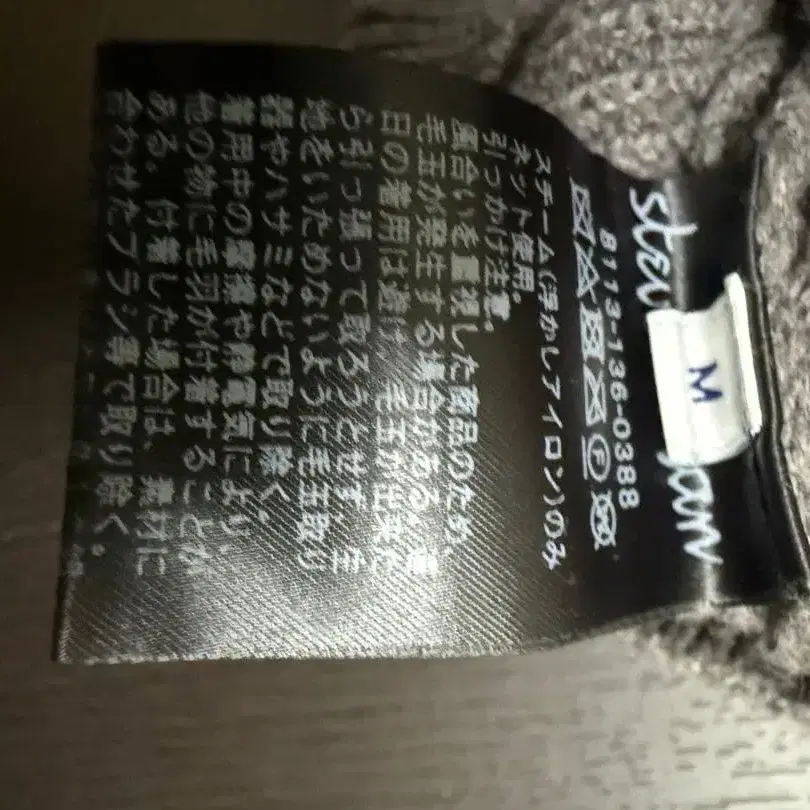 M
8113-136-0388
スチーム(浮かしアイロン)のみ
ネット使用。
引っかけ注意。
風合いを重視した商品のため、
毛玉が発生する場合がある。連
日の着用は避け、毛玉が出来た
ら引っ張って取ろうとせず、生
地をいためないように毛玉取り
器やハサミなどで取り除く。
着用中の摩擦や静電気により、
他の物に毛羽が付着することが
ある。付着した場合は、素材に
合わせたブラシ等で取り除く。